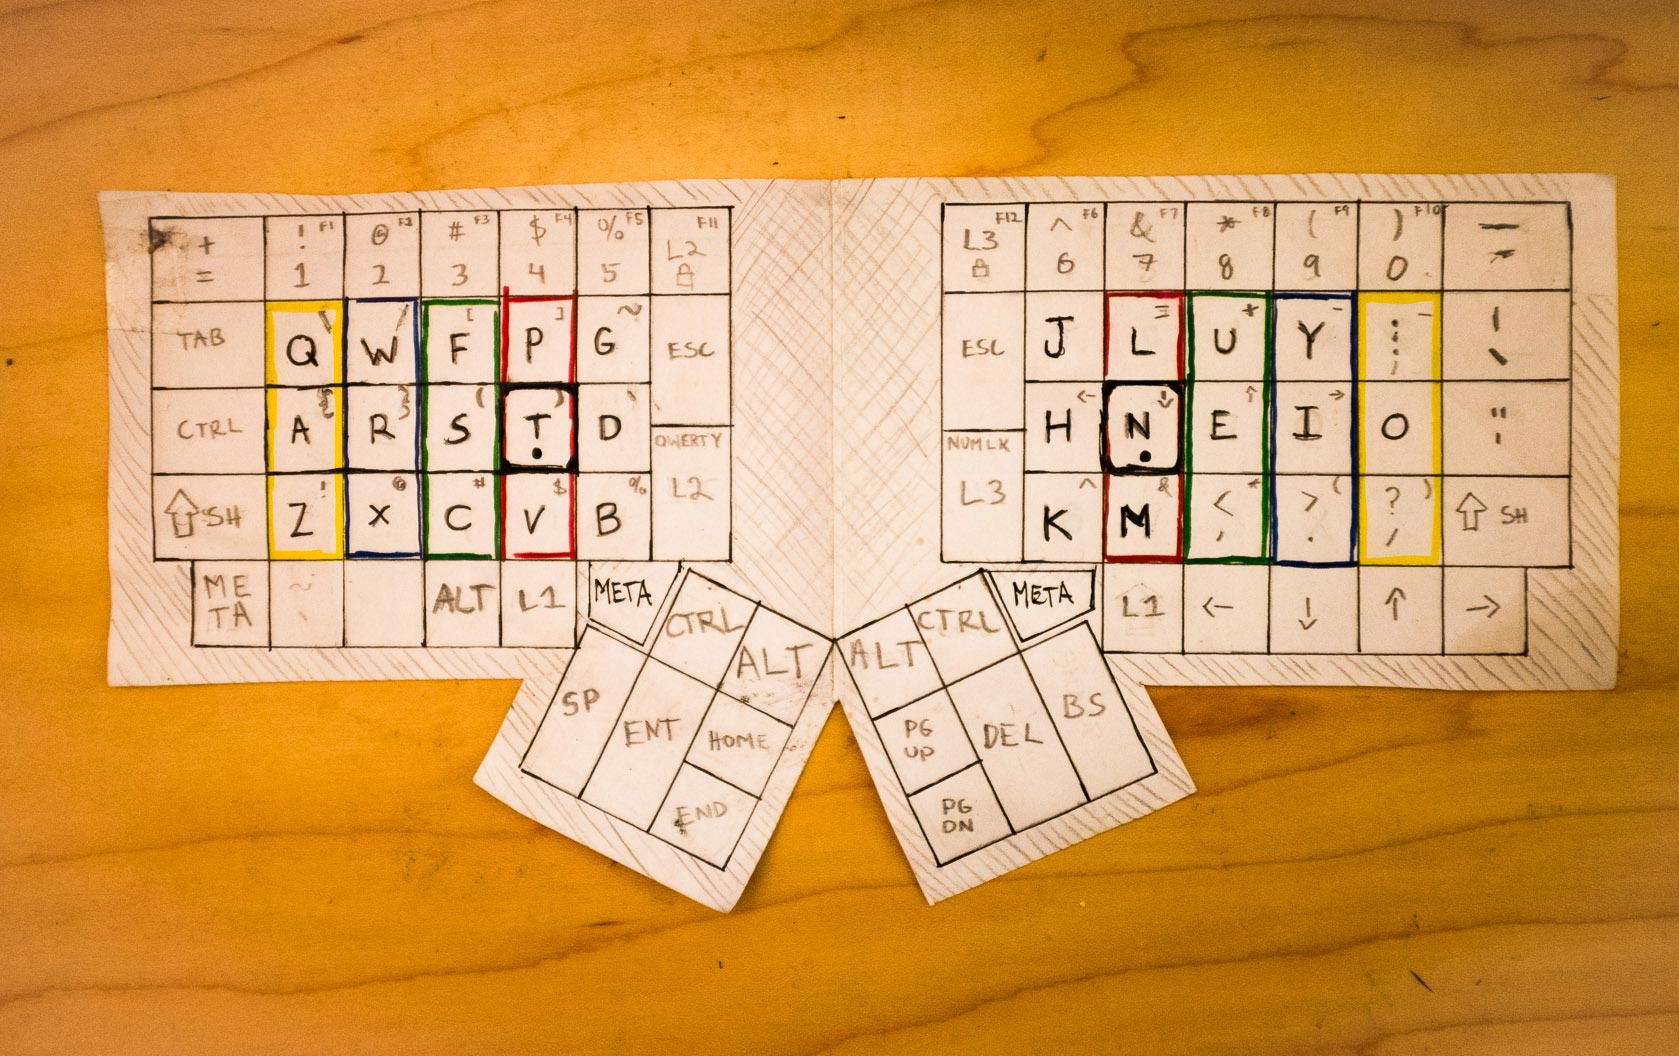 + ! F1 @ F2 # F3 $ F4 % F5 L2 F11
= 1 2 3 4 5
TAB Q \ W / F [ P ] G ~ ESC
CTRL A { R } S ( T ) D `
QWERTY
L2
SH Z ! X @ C # V $ B %
META ~ ` ALT L1 META
CTRL ALT
SP ENT HOME
END
L3 F12 ^ F6 & F7 * F8 ( F9 ) F10 —
6 7 8 9 0 -
ESC J L = U + Y - : ; _ | \
H ← N ↓ E ↑ I → O " '
NUMLK
L3
K ^ M & < , * > . ( ? / ) SH
META L1 ← ↓ ↑ →
ALT CTRL
PG UP DEL BS
PG DN